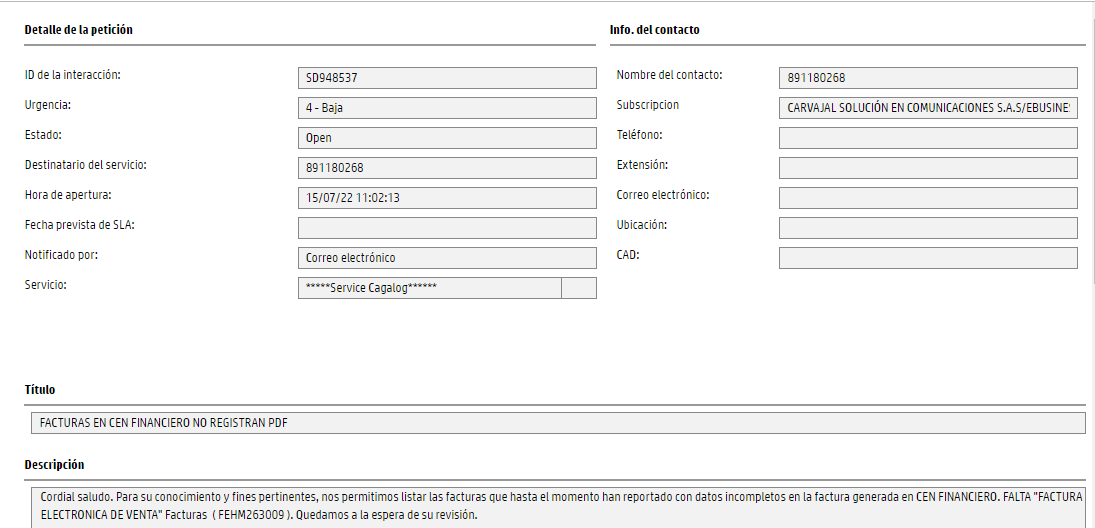 Detalle de la petición
ID de la interacción: SD948537
Urgencia: 4 - Baja
Estado: Open
Destinatario del servicio: 891180268
Hora de apertura: 15/07/22 11:02:13
Fecha prevista de SLA:
Notificado por: Correo electrónico
Servicio: *****Service Cagalog******
Info. del contacto
Nombre del contacto: 891180268
Subscripcion CARVAJAL SOLUCIÓN EN COMUNICACIONES S.A.S/EBUSINE
Teléfono:
Extensión:
Correo electrónico:
Ubicación:
CAD:
Título
FACTURAS EN CEN FINANCIERO NO REGISTRAN PDF
Descripción
Cordial saludo. Para su conocimiento y fines pertinentes, nos permitimos listar las facturas que hasta el momento han reportado con datos incompletos en la factura generada en CEN FINANCIERO. FALTA "FACTURA
ELECTRONICA DE VENTA" Facturas ( FEHM263009 ). Quedamos a la espera de su revisión.